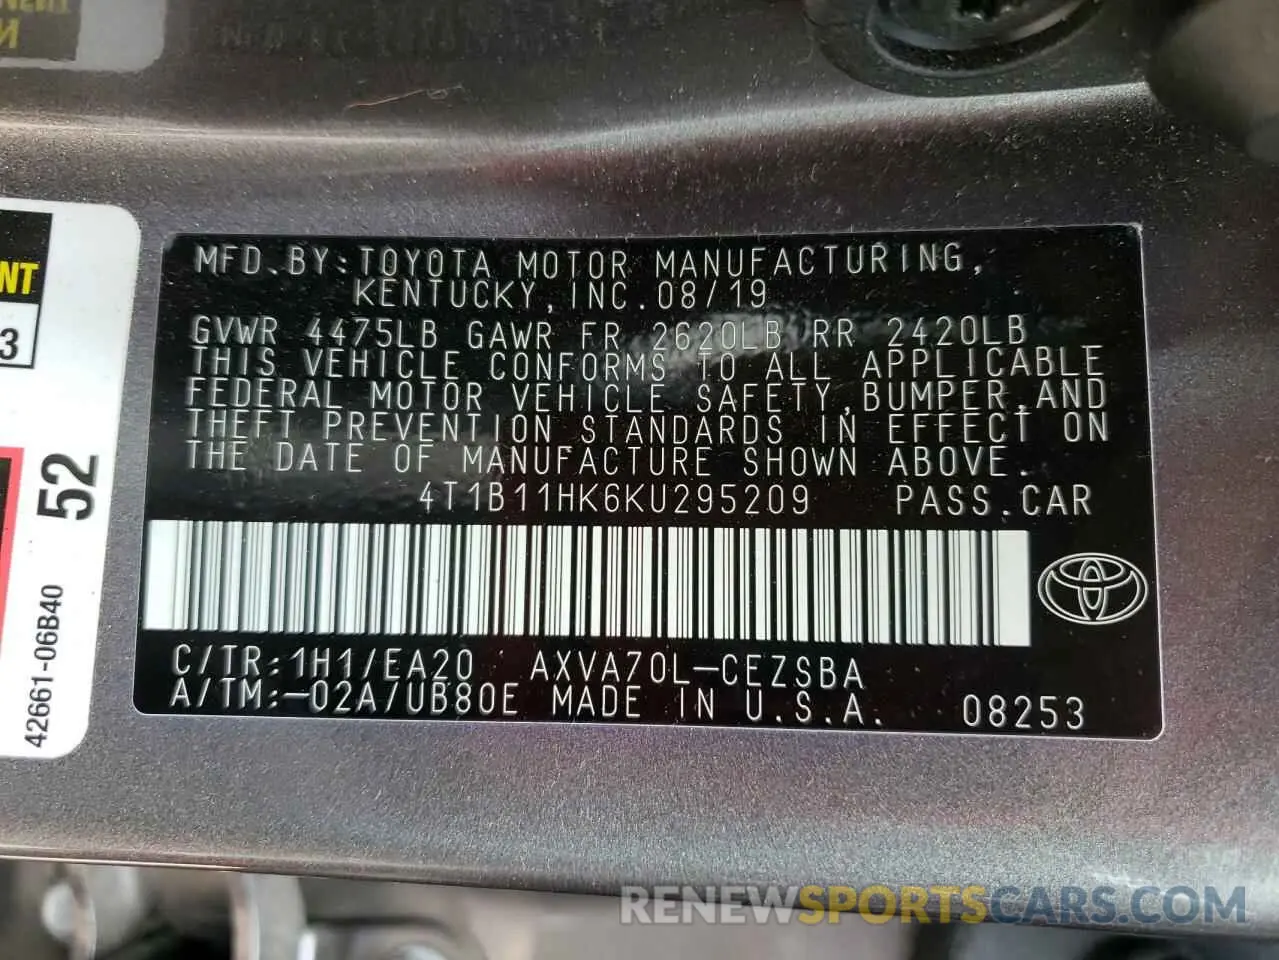 NT
3
52
42661-06B40
MFD.BY:TOYOTA MOTOR MANUFACTURING,
KENTUCKY,INC.08/19
GVWR 4475LB GAWR FR 2620LB RR 2420LB
THIS VEHICLE CONFORMS TO ALL APPLICABLE
FEDERAL MOTOR VEHICLE SAFETY,BUMPER,AND
THEFT PREVENTION STANDARDS IN EFFECT ON
THE DATE OF MANUFACTURE SHOWN ABOVE.
4T1B11HK6KU295209 PASS.CAR
C/TR:1H1/EA20 AXVA70L-CEZSBA
A/TM:-02A/UB80E MADE IN U.S.A. 08253
RENEWSPORTSCARS.COM